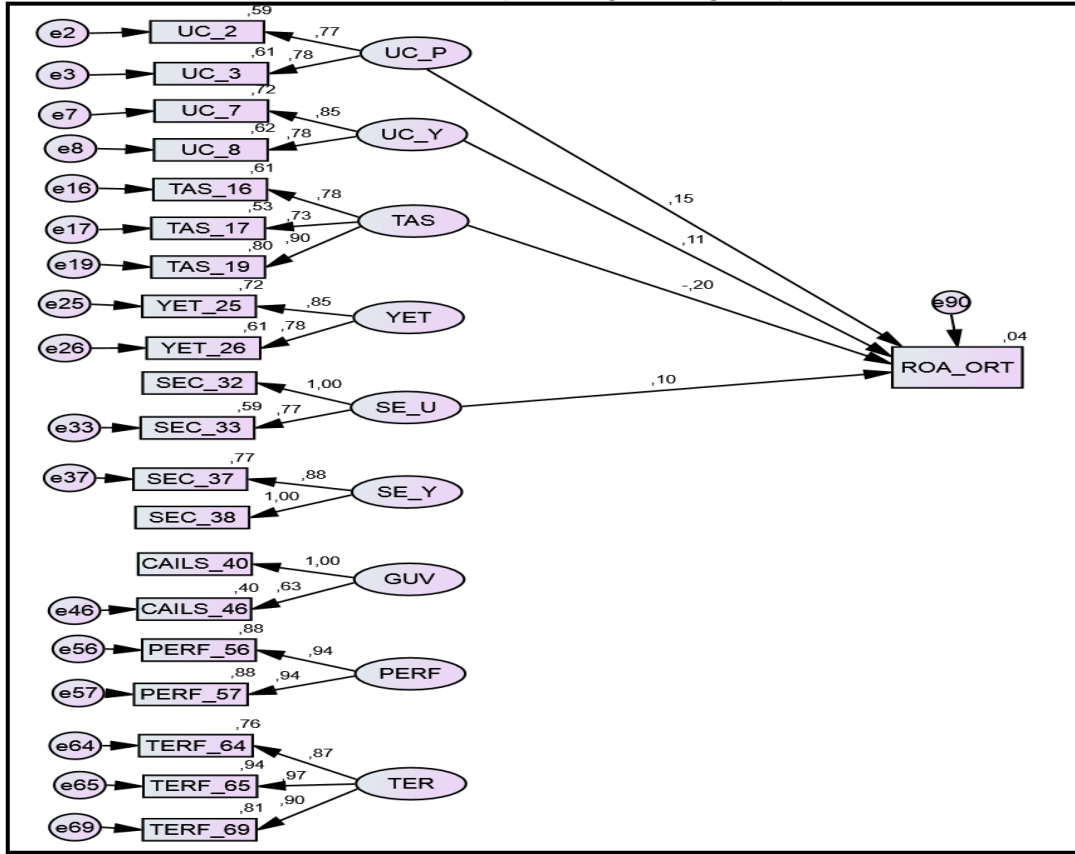 ,59
e2 UC_2 ,77
UC_P
,61
e3 UC_3 ,78
,72
e7 UC_7 ,85
UC_Y
,62
e8 UC_8 ,78
,61
e16 TAS_16 ,78
,15
,53
e17 TAS_17 ,73 TAS
,11
,80 ,90
e19 TAS_19
-,20
,72
e25 YET_25 ,85
YET
e90
,61 ,78
e26 YET_26
,04
ROA_ORT
SEC_32 1,00
,10
SE_U
,59 ,77
e33 SEC_33
,77
e37 SEC_37 ,88
SE_Y
1,00
SEC_38
CAILS_40 1,00
GUV
,40 ,63
e46 CAILS_46
,88
e56 PERF_56 ,94
PERF
,88 ,94
e57 PERF_57
,76
e64 TERF_64 ,87
,94
e65 TERF_65 ,97 TER
,81 ,90
e69 TERF_69